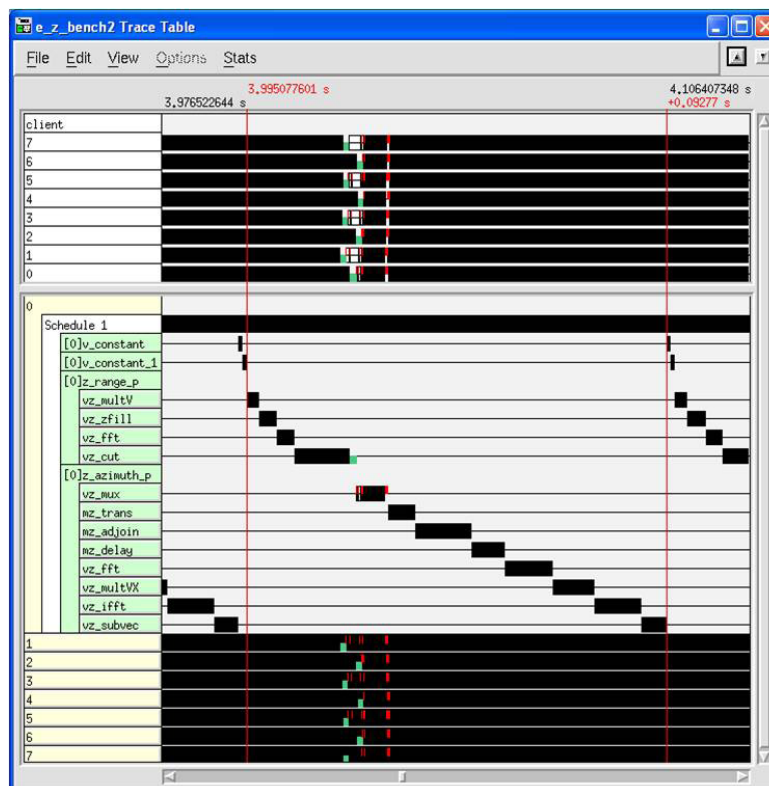 e_z_bench2 Trace Table
File Edit View Options Stats
3.995077601 s 4.106407348 s
3.976522644 s +0.09277 s
client
7
6
5
4
3
2
1
0
0
Schedule 1
[0]v_constant
[0]v_constant_1
[0]z_range_p
vz_multV
vz_zfill
vz_fft
vz_cut
[0]z_azimuth_p
vz_mux
mz_trans
mz_adjoin
mz_delay
vz_fft
vz_multVX
vz_ifft
vz_subvec
1
2
3
4
5
6
7